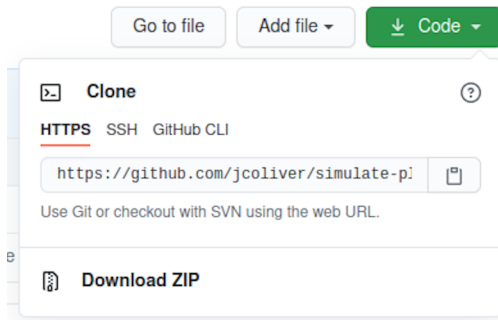 Go to file Add file Code
Clone
HTTPS SSH GitHub CLI
https://github.com/jcoliver/simulate-pl
Use Git or checkout with SVN using the web URL.
e
Download ZIP